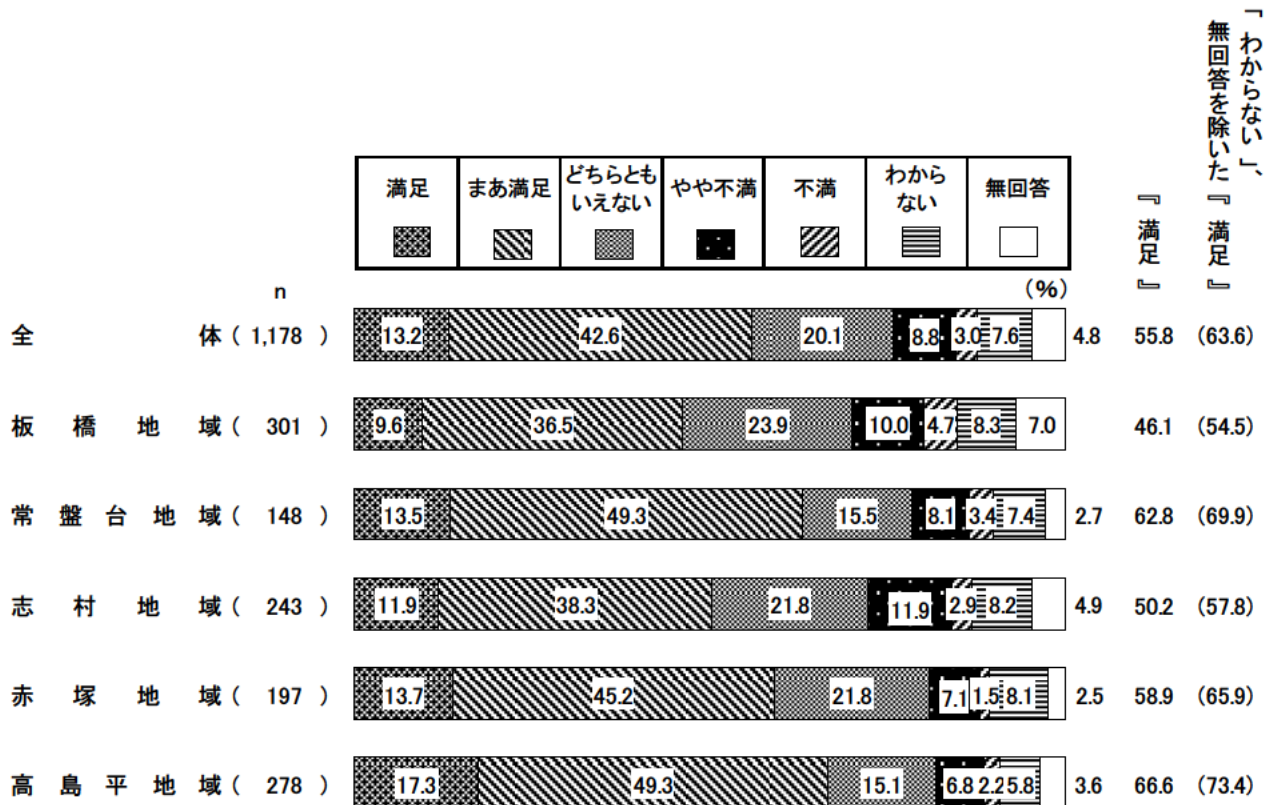 「わからない」、
無回答を除いた『満足』
『満足』
満足 まあ満足 どちらとも いえない やや不満 不満 わから ない 無回答
n (%)
全体( 1,178 ) 13.2 42.6 20.1 8.8 3.0 7.6 4.8 55.8 (63.6)
板橋地域( 301 ) 9.6 36.5 23.9 10.0 4.7 8.3 7.0 46.1 (54.5)
常盤台地域( 148 ) 13.5 49.3 15.5 8.1 3.4 7.4 2.7 62.8 (69.9)
志村地域( 243 ) 11.9 38.3 21.8 11.9 2.9 8.2 4.9 50.2 (57.8)
赤塚地域( 197 ) 13.7 45.2 21.8 7.1 1.5 8.1 2.5 58.9 (65.9)
高島平地域( 278 ) 17.3 49.3 15.1 6.8 2.2 5.8 3.6 66.6 (73.4)